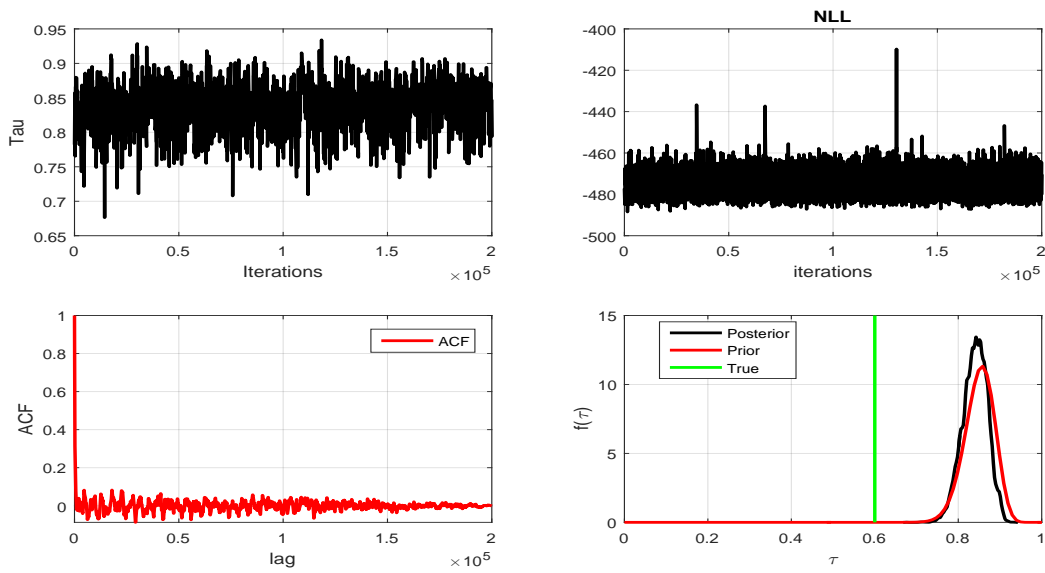 0.95
0.9
0.85
0.8
0.75
0.7
0.65
Tau
0 0.5 1 1.5 2
Iterations
×10^5
NLL
-400
-420
-440
-460
-480
-500
0 0.5 1 1.5 2
iterations
×10^5
1
0.8
0.6
0.4
0.2
0
ACF
ACF
0 0.5 1 1.5 2
lag
×10^5
15
10
5
0
f(τ)
Posterior
Prior
True
0 0.2 0.4 0.6 0.8 1
τ